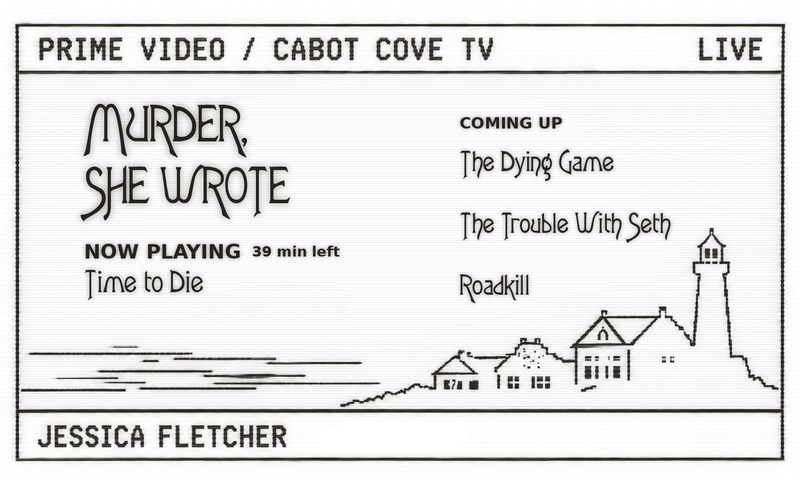 PRIME VIDEO / CABOT COVE TV LIVE
MURDER,
SHE WROTE
NOW PLAYING 39 min left
Time to Die
COMING UP
The Dying Game
The Trouble With Seth
Roadkill
JESSICA FLETCHER